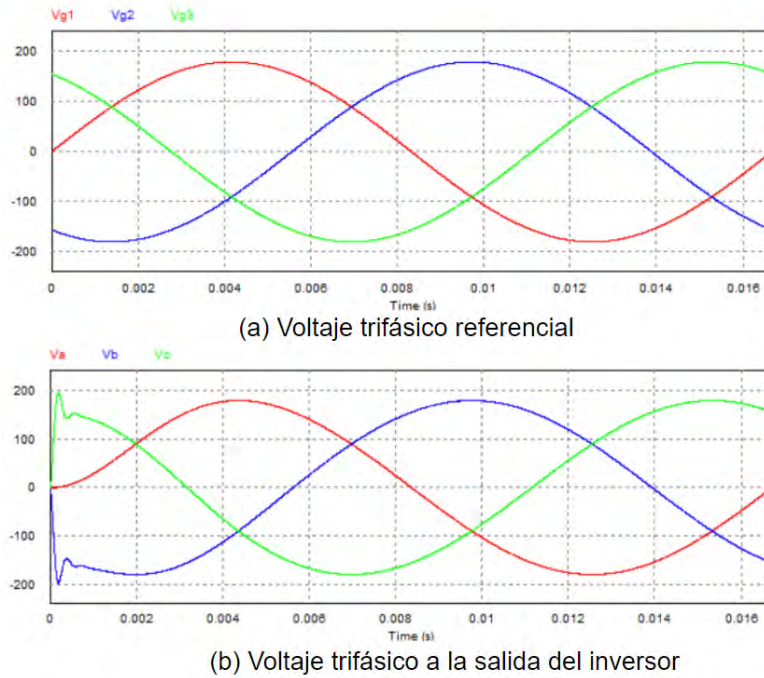 Vg1 Vg2 Vg3
200
100
0
-100
-200
0 0.002 0.004 0.006 0.008 0.01 0.012 0.014 0.016
Time (s)
(a) Voltaje trifásico referencial
Va Vb Vc
200
100
0
-100
-200
0 0.002 0.004 0.006 0.008 0.01 0.012 0.014 0.016
Time (s)
(b) Voltaje trifásico a la salida del inversor